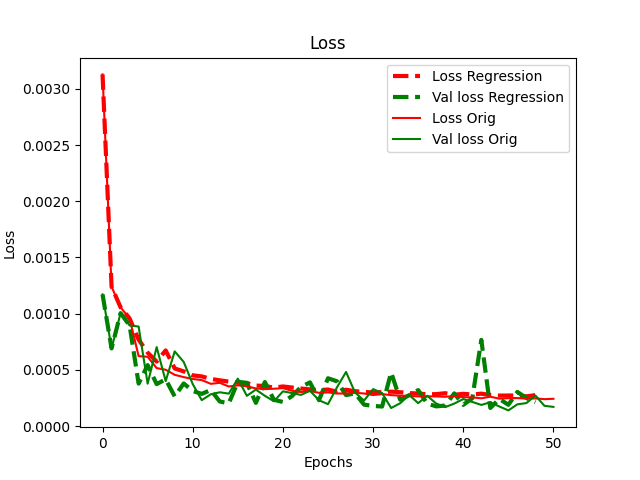 Loss
Loss Regression
Val loss Regression
Loss Orig
Val loss Orig
Loss
0.0030
0.0025
0.0020
0.0015
0.0010
0.0005
0.0000
0 10 20 30 40 50
Epochs